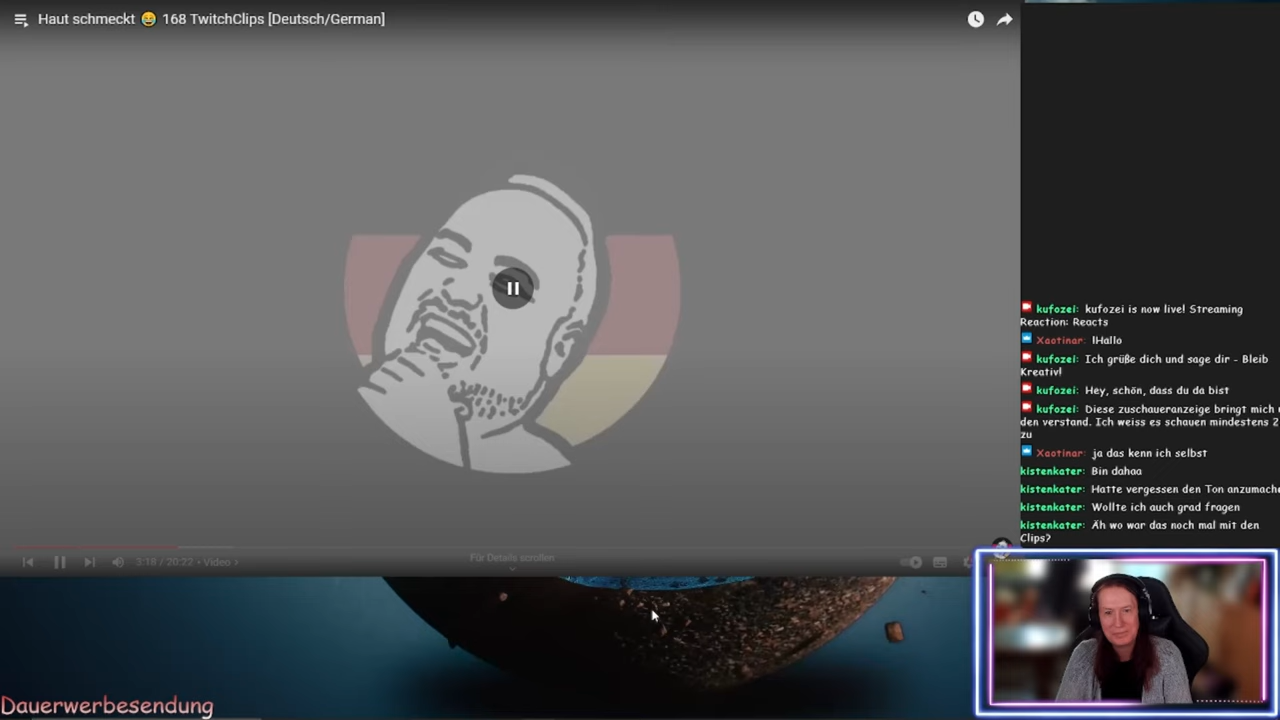 Haut schmeckt 😂 168 TwitchClips [Deutsch/German]
kufozei: kufozei is now live! Streaming
Reaction: Reacts
Xaotinar: !Hallo
kufozei: Ich grüße dich und sage dir - Bleib
Kreativ!
kufozei: Hey, schön, dass du da bist
kufozei: Diese zuschaueranzeige bringt mich
den verstand. Ich weiss es schauen mindestens 2
zu
Xaotinar: ja das kenn ich selbst
kistenkater: Bin dahaa
kistenkater: Hatte vergessen den Ton anzumache
kistenkater: Wollte ich auch grad fragen
kistenkater: Äh wo war das noch mal mit den
Clips?
Für Details scrollen
3:18 / 20:22 • Video ›
Dauerwerbesendung